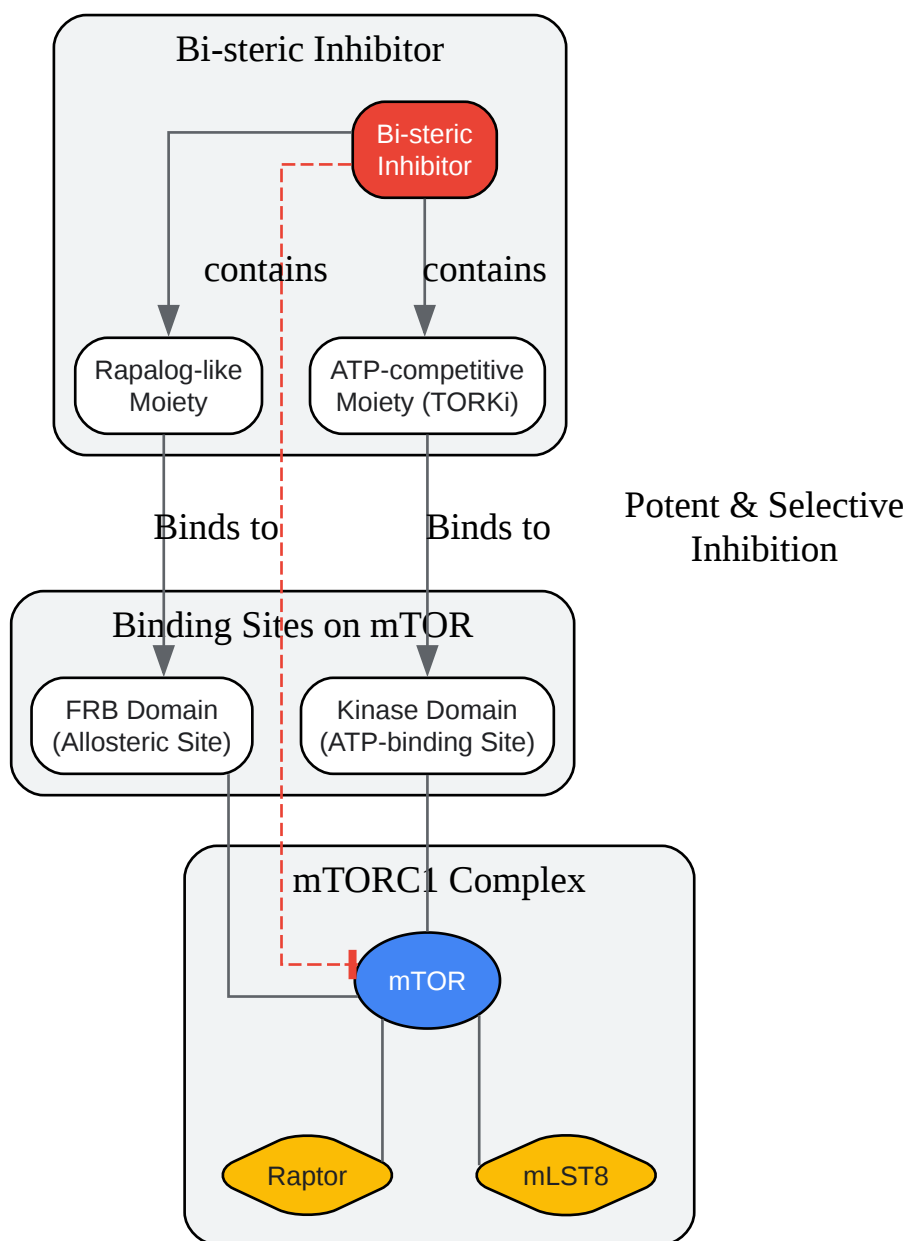 Bi-steric Inhibitor
Bi-steric
Inhibitor
contains
contains
Rapalog-like
Moiety
ATP-competitive
Moiety (TORKi)
Binds to
Binds to
Potent & Selective
Inhibition
Binding Sites on mTOR
FRB Domain
(Allosteric Site)
Kinase Domain
(ATP-binding Site)
mTORC1 Complex
mTOR
Raptor
mLST8